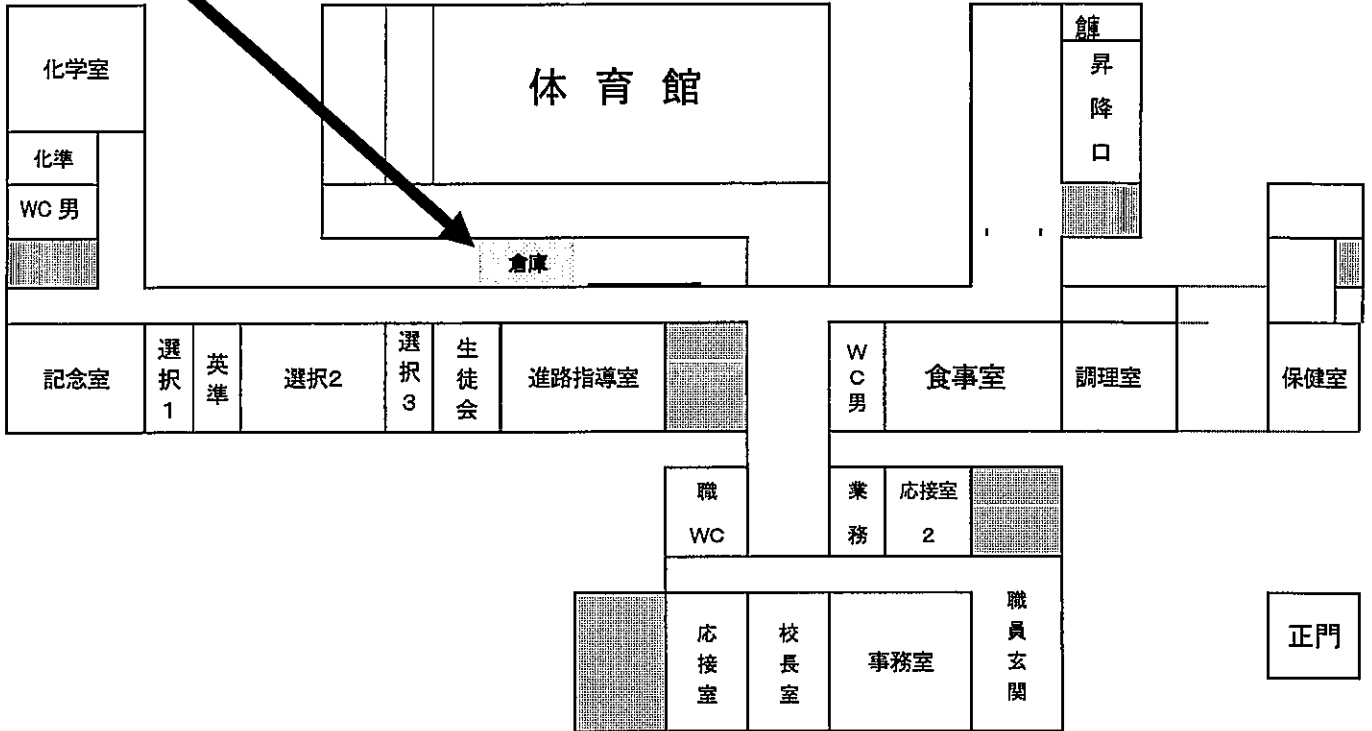 倉庫
体 育 館
化学室
昇降口
化準
WC 男
倉庫
記念室
選択1
英準
選択2
選択3
生徒会
進路指導室
WC男
食事室
調理室
保健室
職
WC
業務
応接室
2
応接室
校長室
事務室
職員玄関
正門